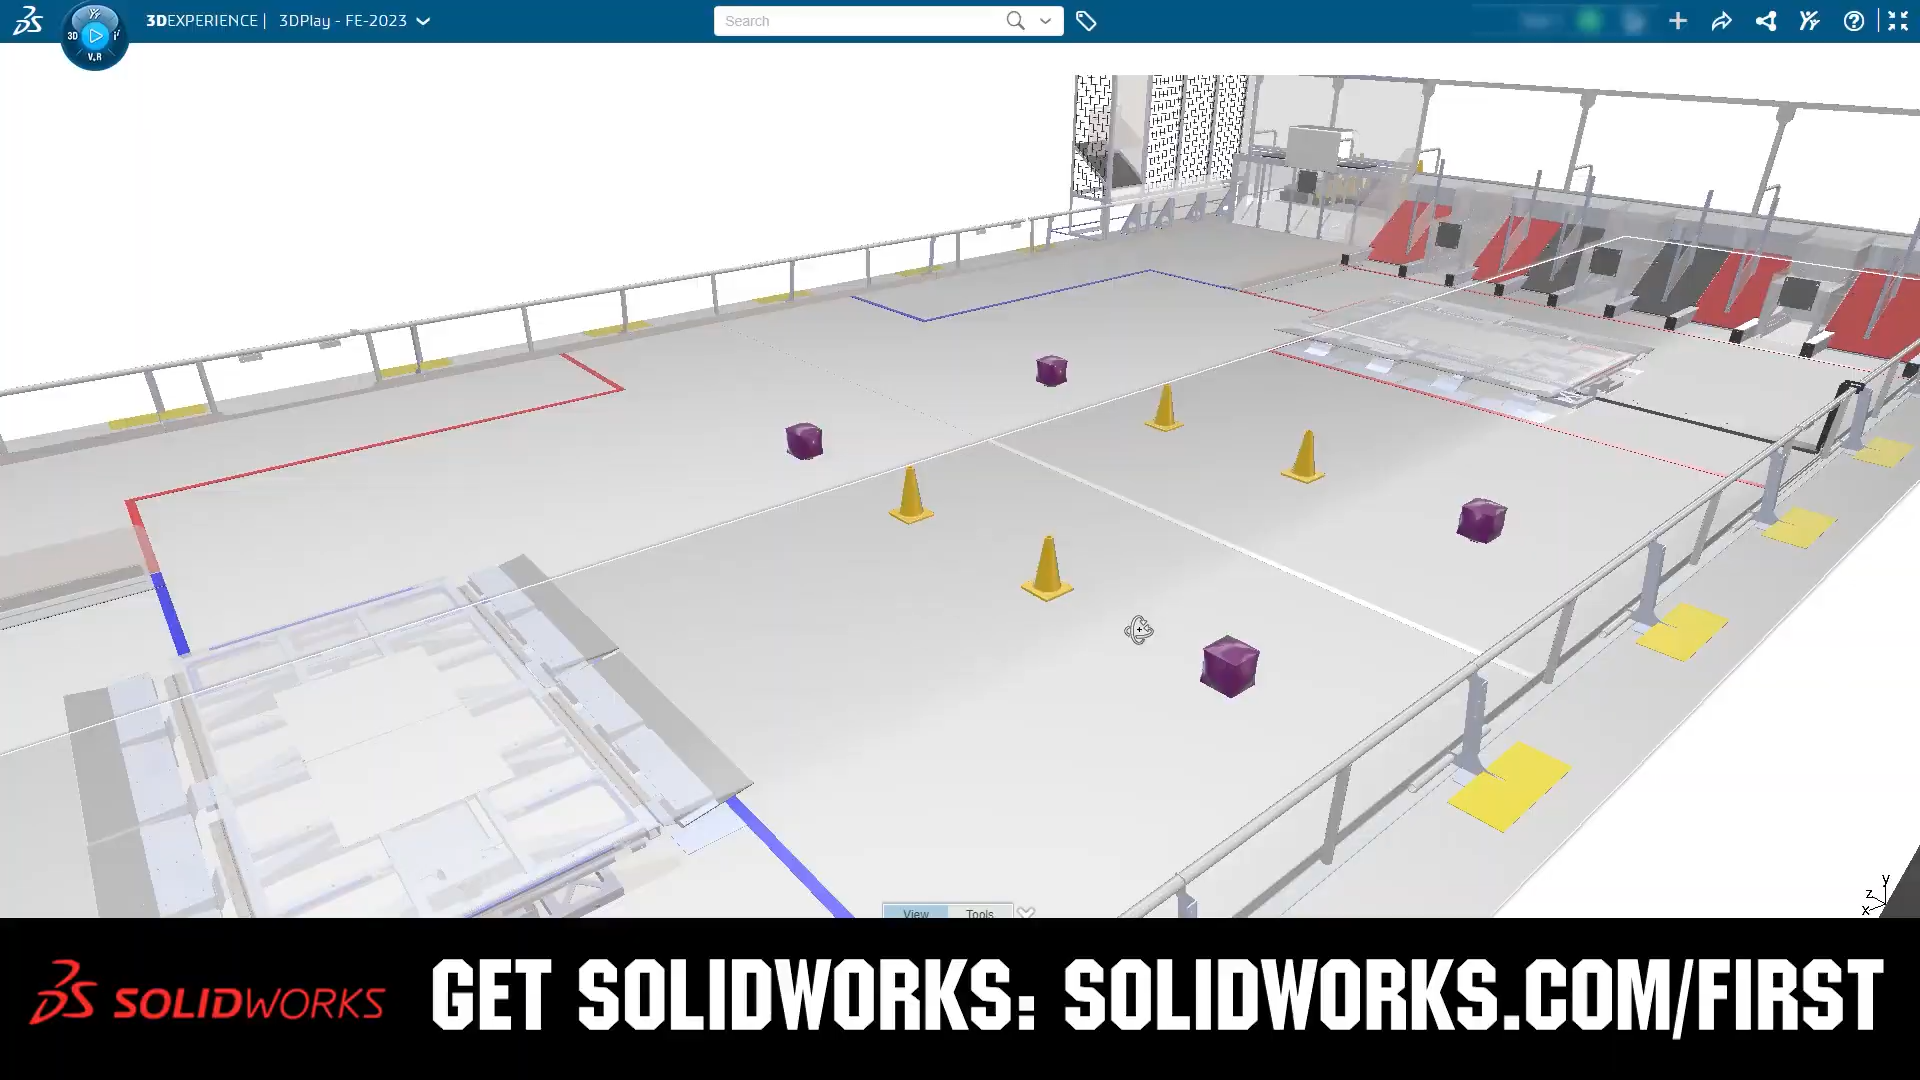 3DEXPERIENCE | 3DPlay - FE-2023
Search
3D
V.R
View Tools
y
z
x
SOLIDWORKS GET SOLIDWORKS: SOLIDWORKS.COM/FIRST